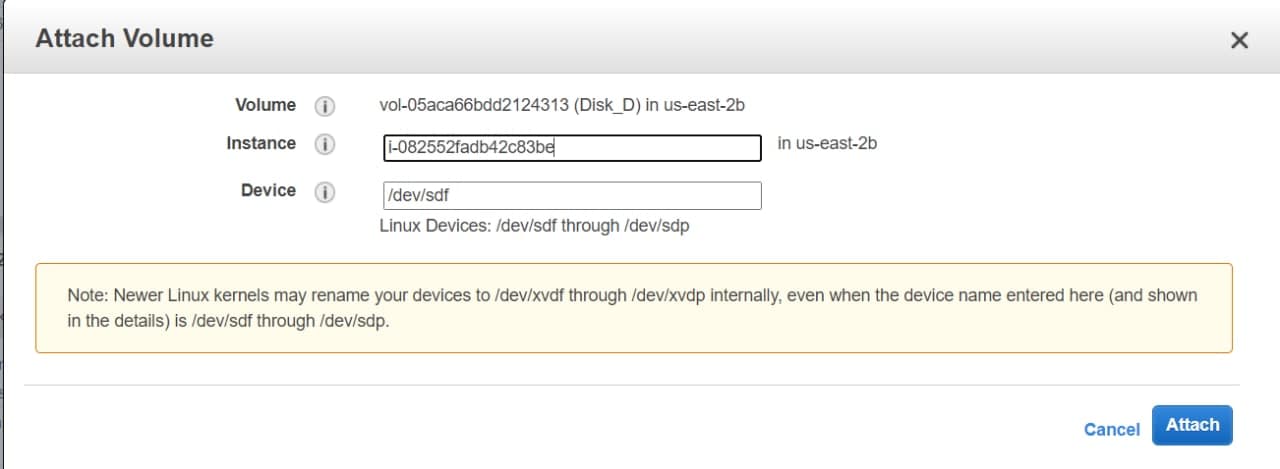 Attach Volume
Volume i vol-05aca66bdd2124313 (Disk_D) in us-east-2b
Instance i i-082552fadb42c83be in us-east-2b
Device i /dev/sdf
Linux Devices: /dev/sdf through /dev/sdp
Note: Newer Linux kernels may rename your devices to /dev/xvdf through /dev/xvdp internally, even when the device name entered here (and shown
in the details) is /dev/sdf through /dev/sdp.
Cancel Attach